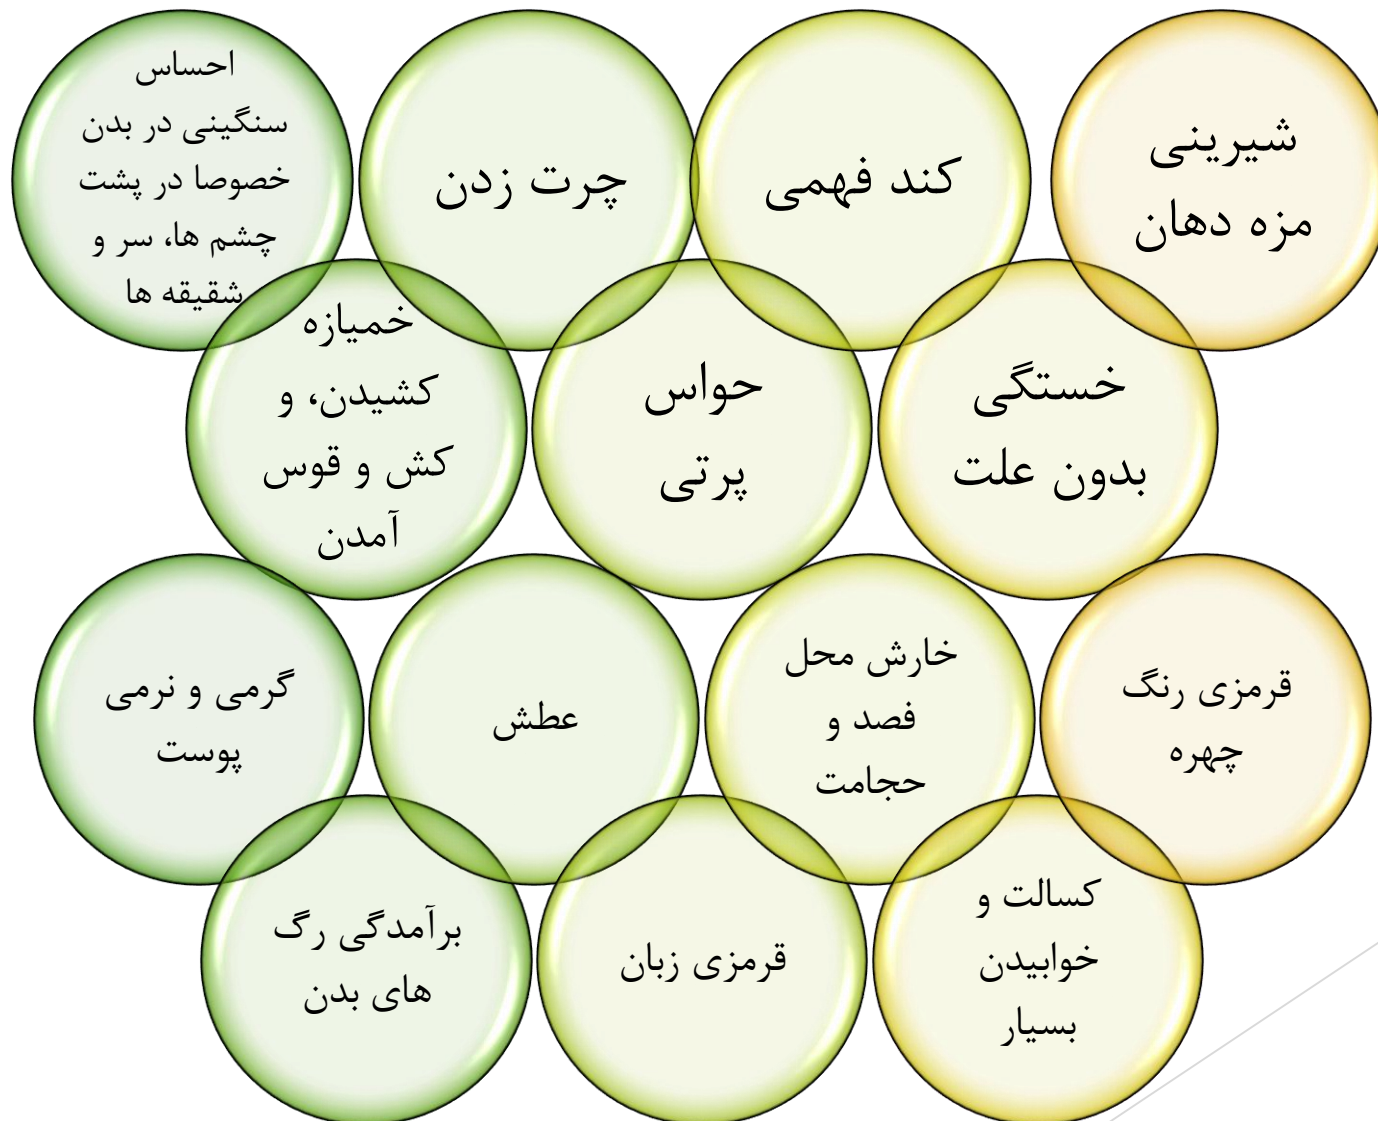 شیرینی
مزه دهان
کند فهمی
چرت زدن
احساس
سنگینی در بدن
خصوصا در پشت
چشم ها، سر و
شقیقه ها
خستگی
بدون علت
حواس
پرتی
خمیازه
کشیدن، و
کش و قوس
آمدن
قرمزی رنگ
چهره
خارش محل
فصد و
حجامت
عطش
گرمی و نرمی
پوست
کسالت و
خوابیدن
بسیار
قرمزی زبان
برآمدگی رگ
های بدن